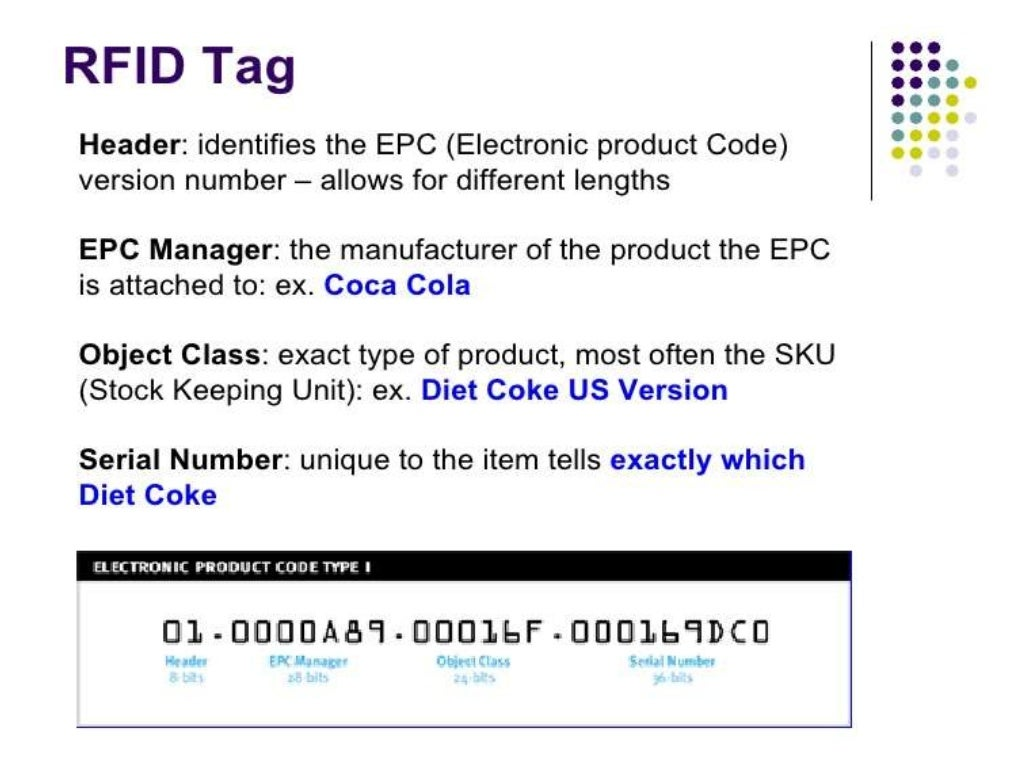 RFID Tag
Header: identifies the EPC (Electronic product Code)
version number – allows for different lengths
EPC Manager: the manufacturer of the product the EPC
is attached to: ex. Coca Cola
Object Class: exact type of product, most often the SKU
(Stock Keeping Unit): ex. Diet Coke US Version
Serial Number: unique to the item tells exactly which
Diet Coke
ELECTRONIC PRODUCT CODE TYPE I
01.0000A89.00016F.000169DC0
Header EPC Manager Object Class Serial Number
8-bits 28-bits 24-bits 36-bits